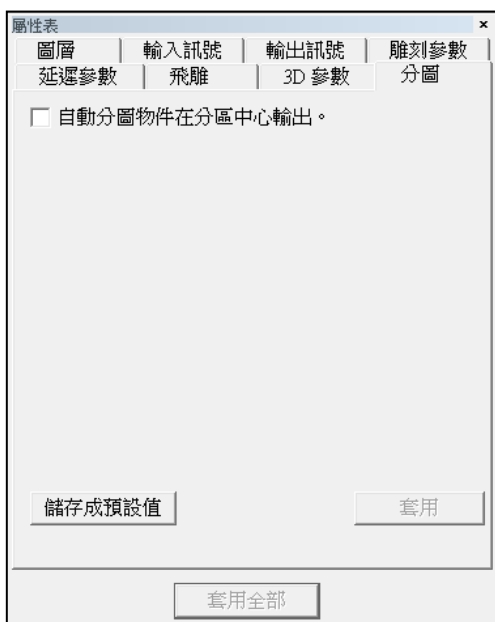 屬性表
圖層 輸入訊號 輸出訊號 雕刻參數
延遲參數 飛雕 3D 參數 分圖
自動分圖物件在分區中心輸出。
儲存成預設值 套用
套用全部